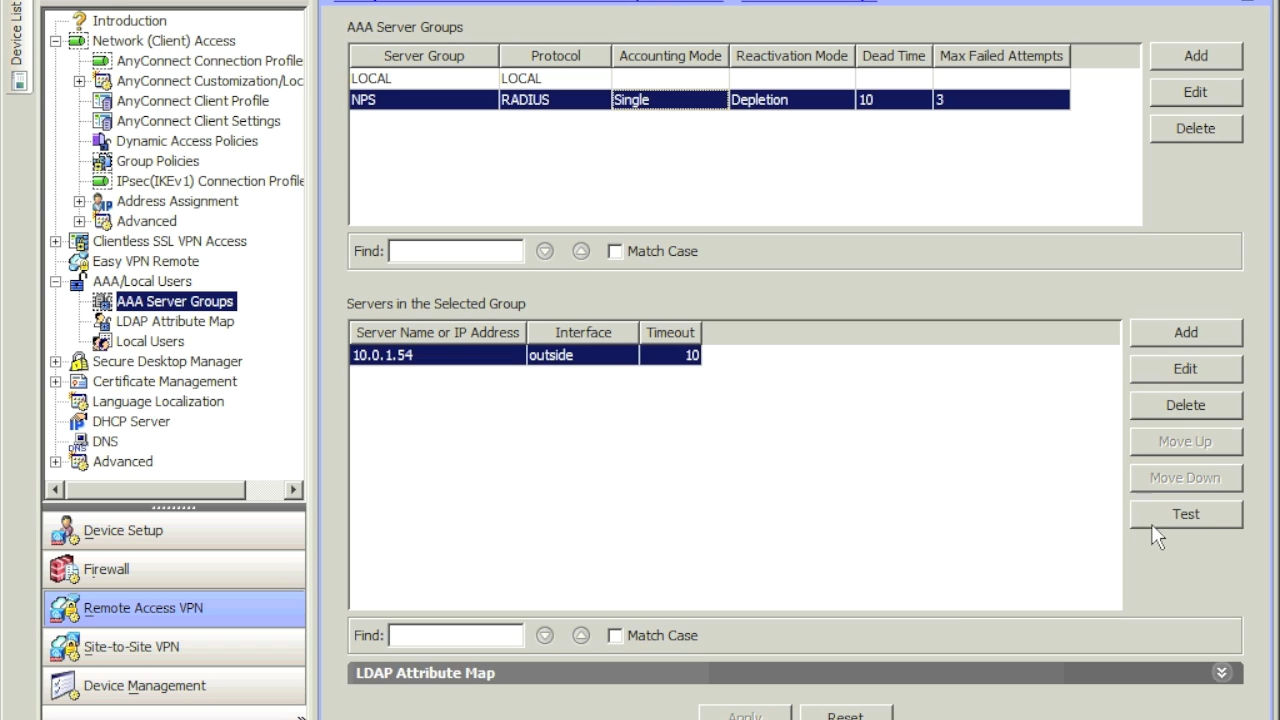 Device List
Introduction
Network (Client) Access
AnyConnect Connection Profile
AnyConnect Customization/Loc
AnyConnect Client Profile
AnyConnect Client Settings
Dynamic Access Policies
Group Policies
IPsec(IKEv1) Connection Profile
Address Assignment
Advanced
Clientless SSL VPN Access
Easy VPN Remote
AAA/Local Users
AAA Server Groups
LDAP Attribute Map
Local Users
Secure Desktop Manager
Certificate Management
Language Localization
DHCP Server
DNS
Advanced
Device Setup
Firewall
Remote Access VPN
Site-to-Site VPN
Device Management
AAA Server Groups
Server Group Protocol Accounting Mode Reactivation Mode Dead Time Max Failed Attempts
LOCAL LOCAL
NPS RADIUS Single Depletion 10 3
Add
Edit
Delete
Find: Match Case
Servers in the Selected Group
Server Name or IP Address Interface Timeout
10.0.1.54 outside 10
Add
Edit
Delete
Move Up
Move Down
Test
Find: Match Case
LDAP Attribute Map
Apply Reset